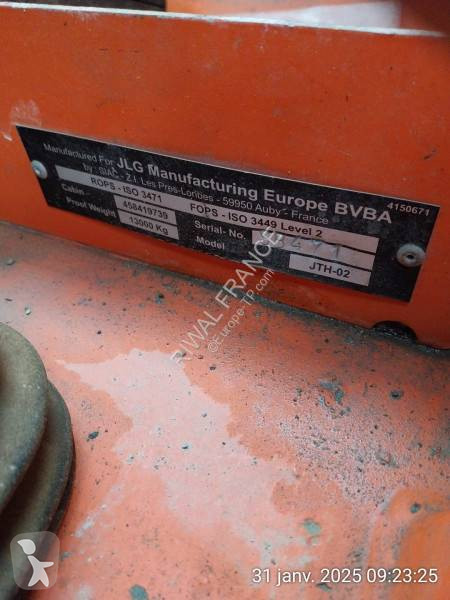 Manufactured For JLG Manufacturing Europe BVBA
by: SIAC - Z.I. Les Pres-Loribes - 59950 Auby - France
4150671
ROPS - ISO 3471
FOPS - ISO 3449 Level 2
Cabin
458419739
Serial-No.
Proof Weight
13000 Kg
Model
JTH-02
RIWAL FRANCE
@Europe-TP.com
31 janv. 2025 09:23:25